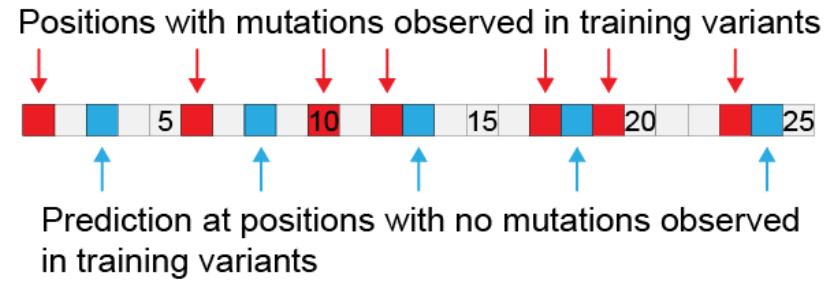 Positions with mutations observed in training variants
5 10 15 20 25
Prediction at positions with no mutations observed
in training variants